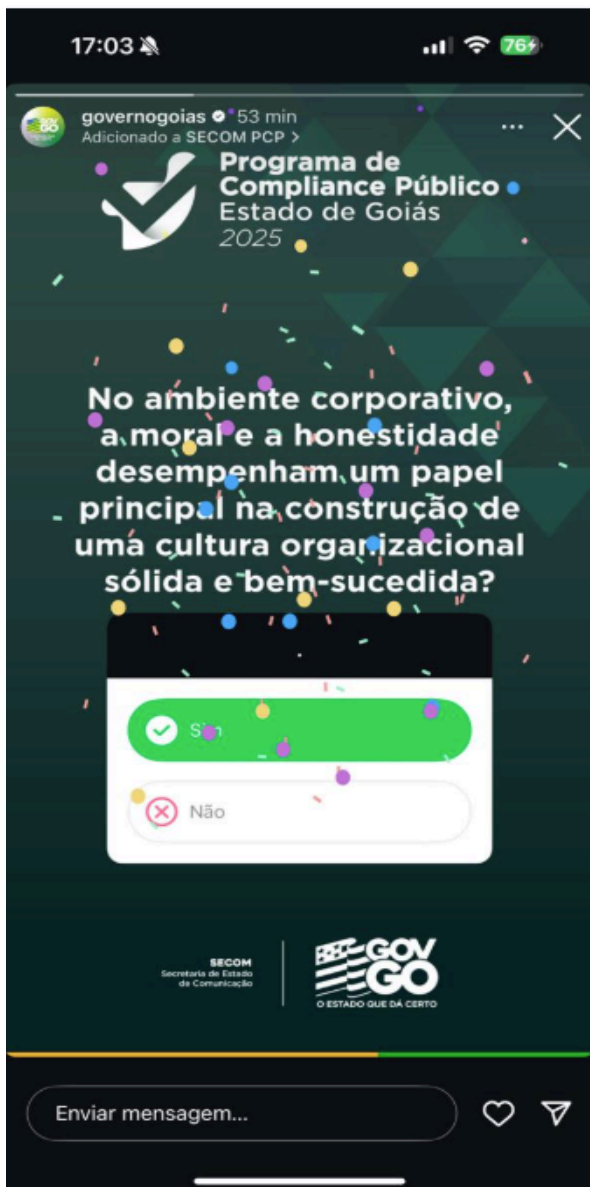 17:03
76
governogoias 53 min
...
Adicionado a SECOM PCP >
Programa de
Compliance Público
Estado de Goiás
2025
No ambiente corporativo,
a moral e a honestidade
desempenham um papel
principal na construção de
uma cultura organizacional
sólida e bem-sucedida?
Sim
Não
SECOM
Secretaria de Estado
da Comunicação
GOV
GO
O ESTADO QUE DÁ CERTO
Enviar mensagem...